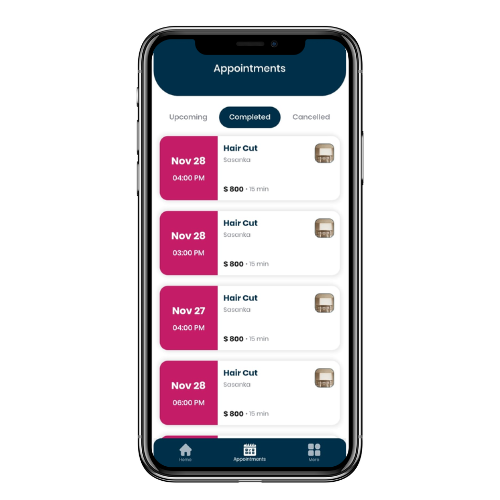 Appointments
Upcoming Completed Cancelled
Nov 28
04:00 PM
Hair Cut
Sasanka
$ 800 • 15 min
Nov 28
03:00 PM
Hair Cut
Sasanka
$ 800 • 15 min
Nov 27
04:00 PM
Hair Cut
Sasanka
$ 800 • 15 min
Nov 28
06:00 PM
Hair Cut
Sasanka
$ 800 • 15 min
Home Appointments More